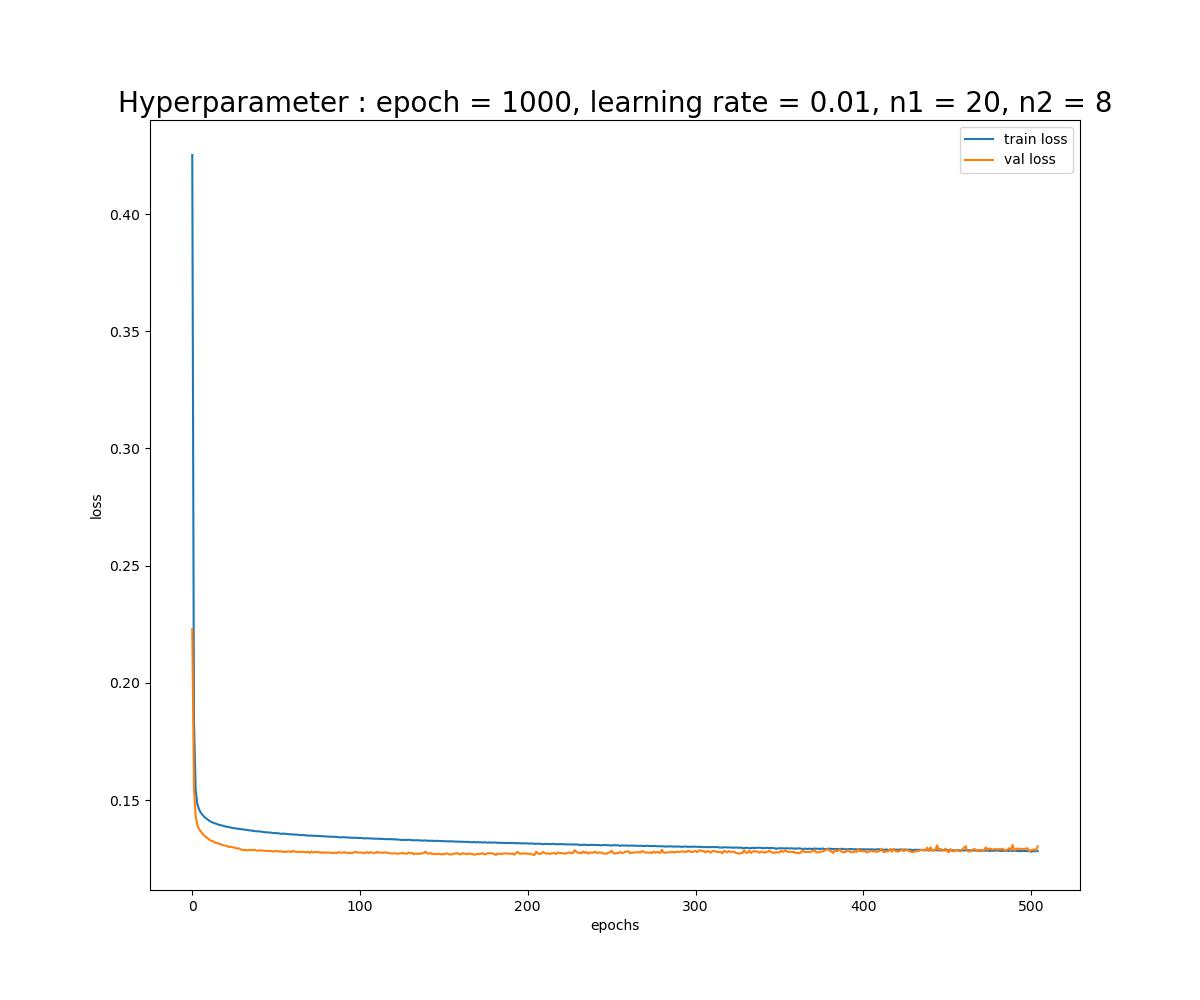 Hyperparameter : epoch = 1000, learning rate = 0.01, n1 = 20, n2 = 8
train loss
val loss
0.40
0.35
0.30
0.25
0.20
0.15
loss
0 100 200 300 400 500
epochs